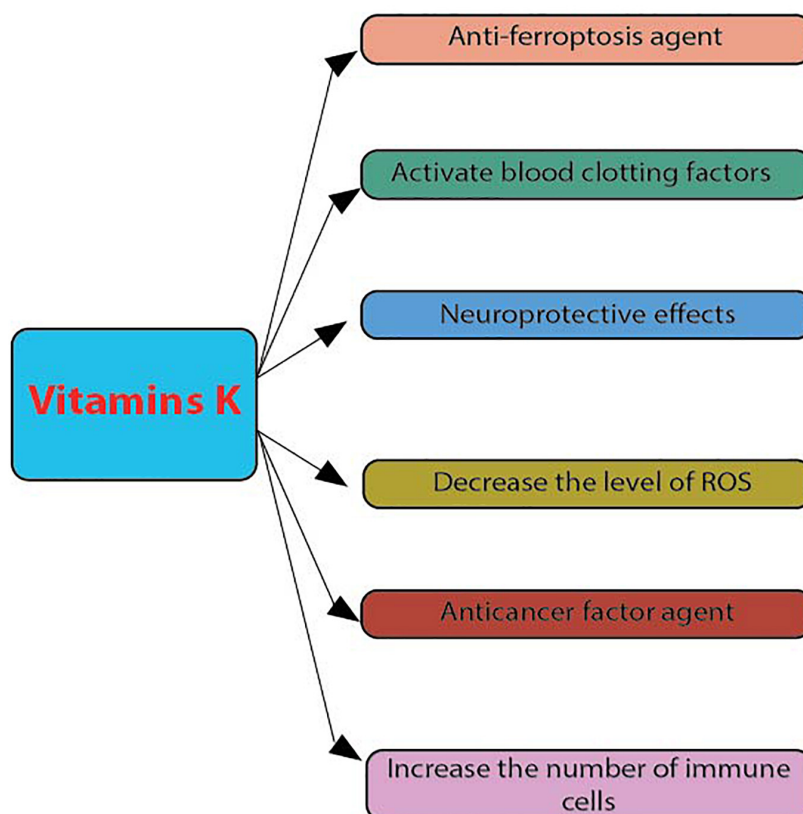 Anti-ferroptosis agent
Activate blood clotting factors
Neuroprotective effects
Vitamins K
Decrease the level of ROS
Anticancer factor agent
Increase the number of immune
cells